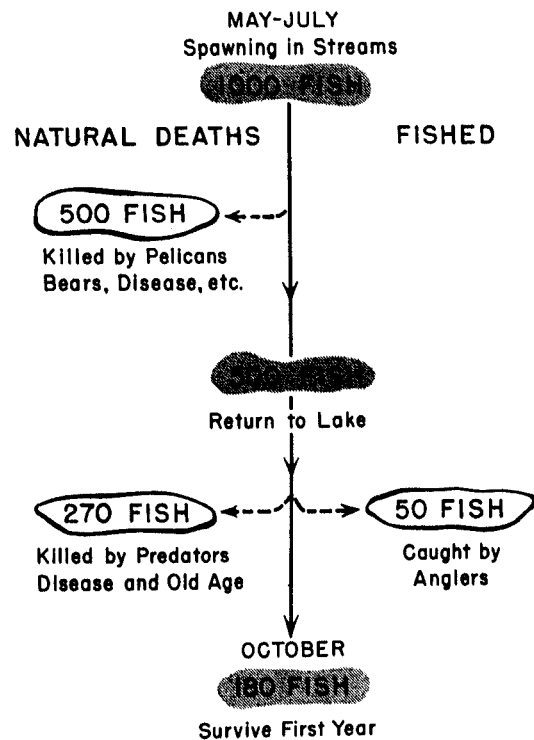 MAY-JULY
Spawning in Streams
1000 FISH
NATURAL DEATHS
FISHED
500 FISH
Killed by Pelicans
Bears, Disease, etc.
500 FISH
Return to Lake
270 FISH
50 FISH
Killed by Predators
Disease and Old Age
Caught by
Anglers
OCTOBER
180 FISH
Survive First Year